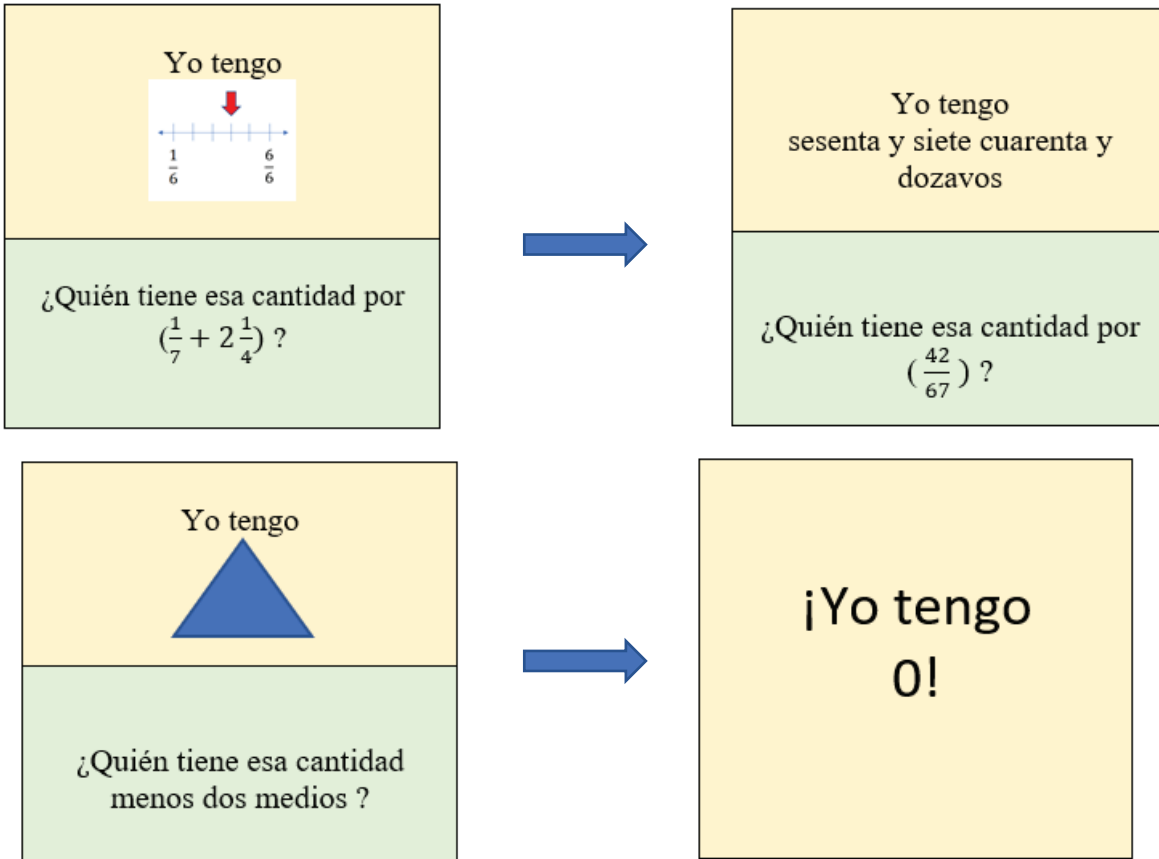 Yo tengo
1/6 6/6
¿Quién tiene esa cantidad por
(1/7 + 2 1/4) ?
Yo tengo
sesenta y siete cuarenta y
dozavos
¿Quién tiene esa cantidad por
( 42/67 ) ?
Yo tengo
¿Quién tiene esa cantidad
menos dos medios ?
¡Yo tengo
0!